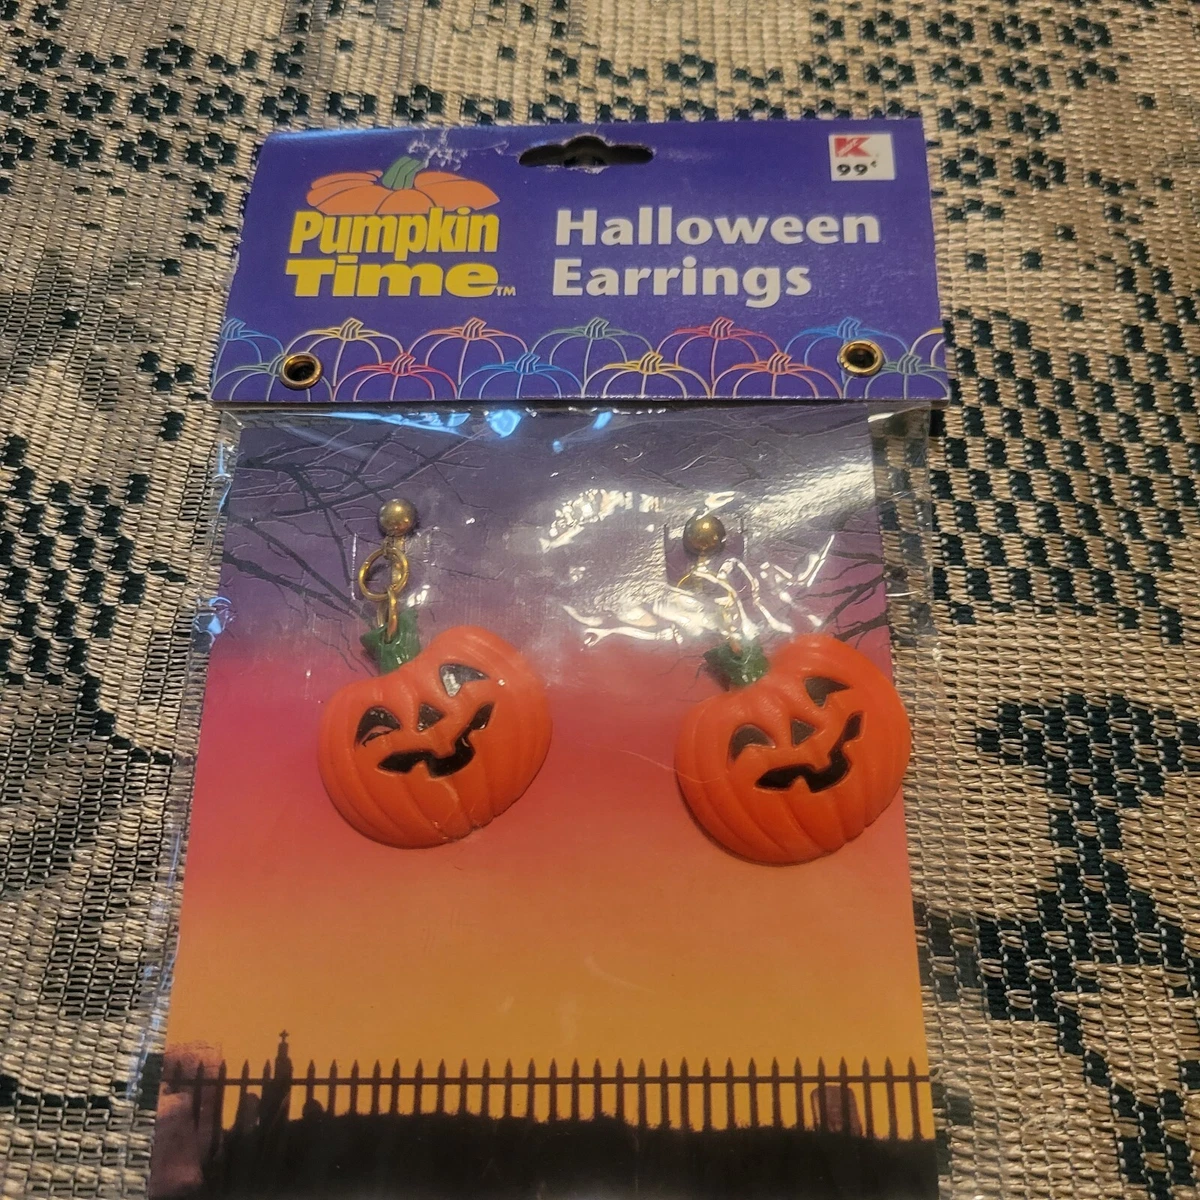 K
99¢
Pumpkin
Time™
Halloween
Earrings